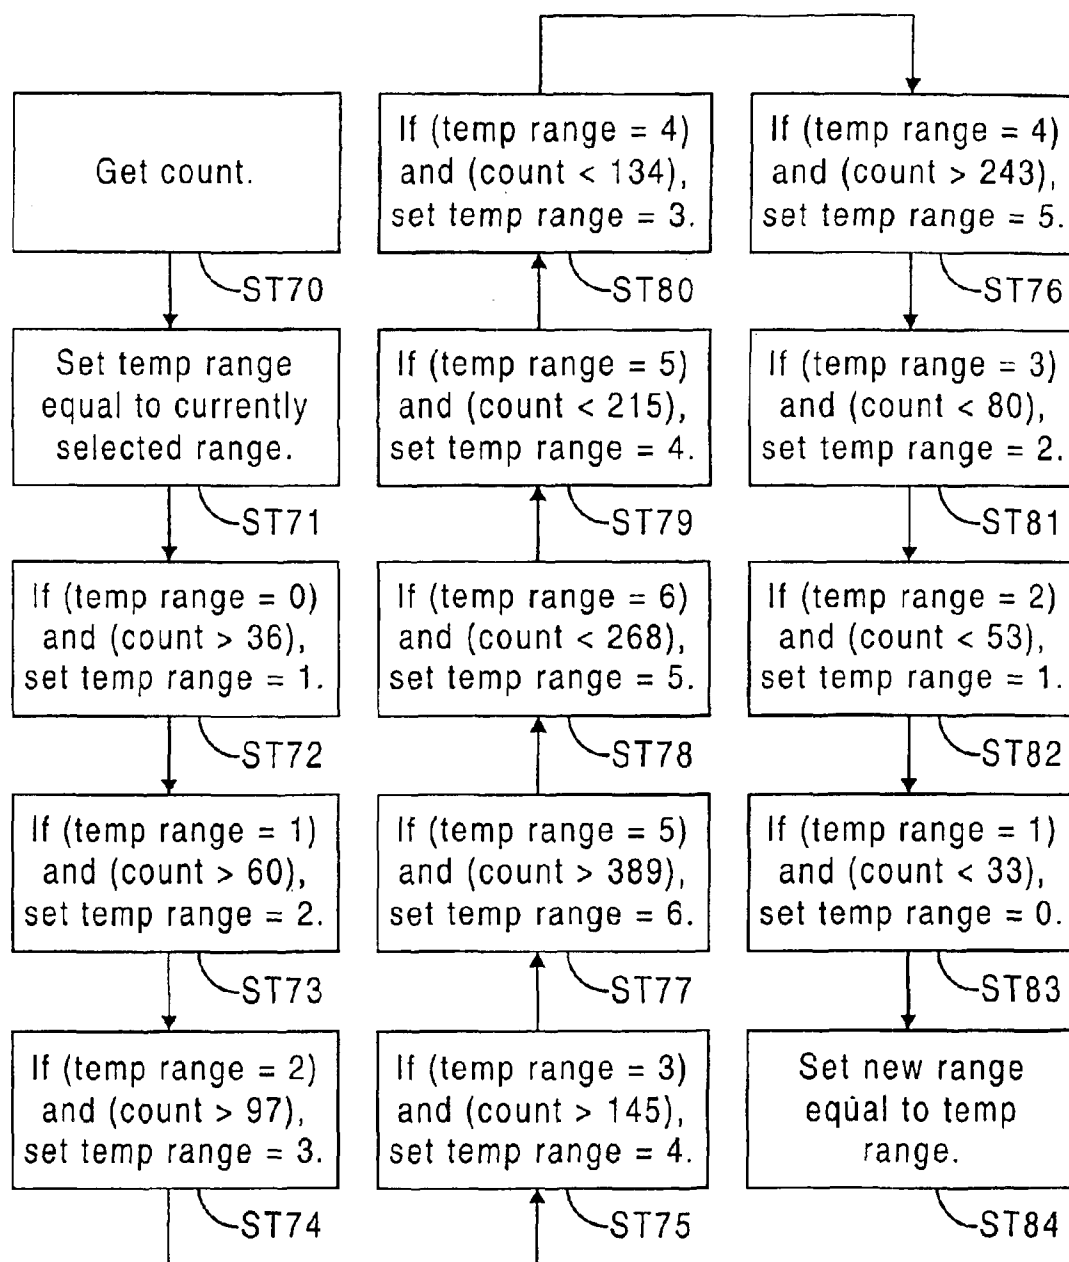 Get count.
ST70
Set temp range
equal to currently
selected range.
ST71
If (temp range = 0)
and (count > 36),
set temp range = 1.
ST72
If (temp range = 1)
and (count > 60),
set temp range = 2.
ST73
If (temp range = 2)
and (count > 97),
set temp range = 3.
ST74
If (temp range = 3)
and (count > 145),
set temp range = 4.
ST75
If (temp range = 5)
and (count > 389),
set temp range = 6.
ST77
If (temp range = 6)
and (count < 268),
set temp range = 5.
ST78
If (temp range = 5)
and (count < 215),
set temp range = 4.
ST79
If (temp range = 4)
and (count < 134),
set temp range = 3.
ST80
If (temp range = 4)
and (count > 243),
set temp range = 5.
ST76
If (temp range = 3)
and (count < 80),
set temp range = 2.
ST81
If (temp range = 2)
and (count < 53),
set temp range = 1.
ST82
If (temp range = 1)
and (count < 33),
set temp range = 0.
ST83
Set new range
equal to temp
range.
ST84